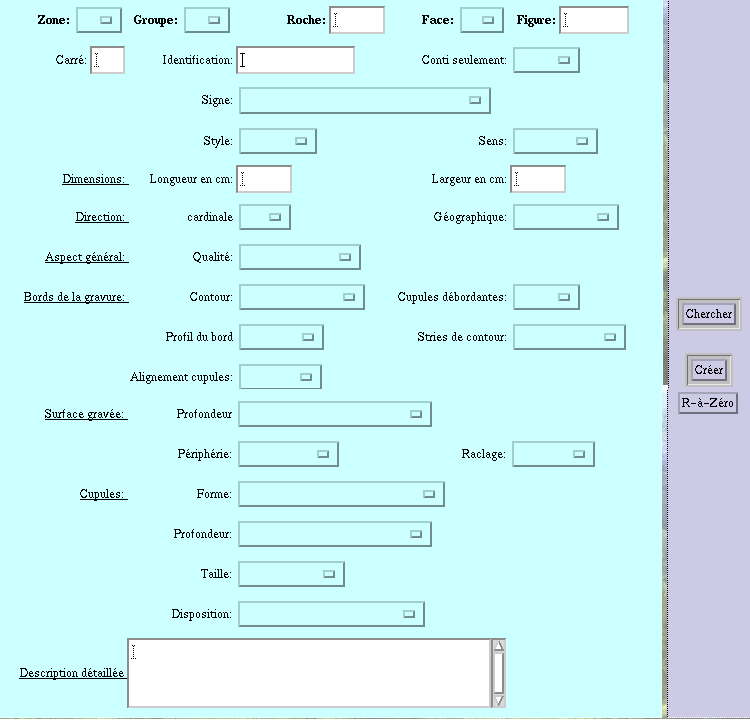 Zone: Groupe: Roche: Face: Figure:
Carré: Identification: Conti seulement:
Signe:
Style: Sens:
Dimensions: Longueur en cm: Largeur en cm:
Direction: cardinale Géographique:
Aspect général: Qualité:
Bords de la gravure: Contour: Cupules débordantes:
Chercher
Profil du bord Stries de contour:
Créer
Alignement cupules:
R-à-Zéro
Surface gravée: Profondeur
Périphérie: Raclage:
Cupules: Forme:
Profondeur:
Taille:
Disposition:
Description détaillée